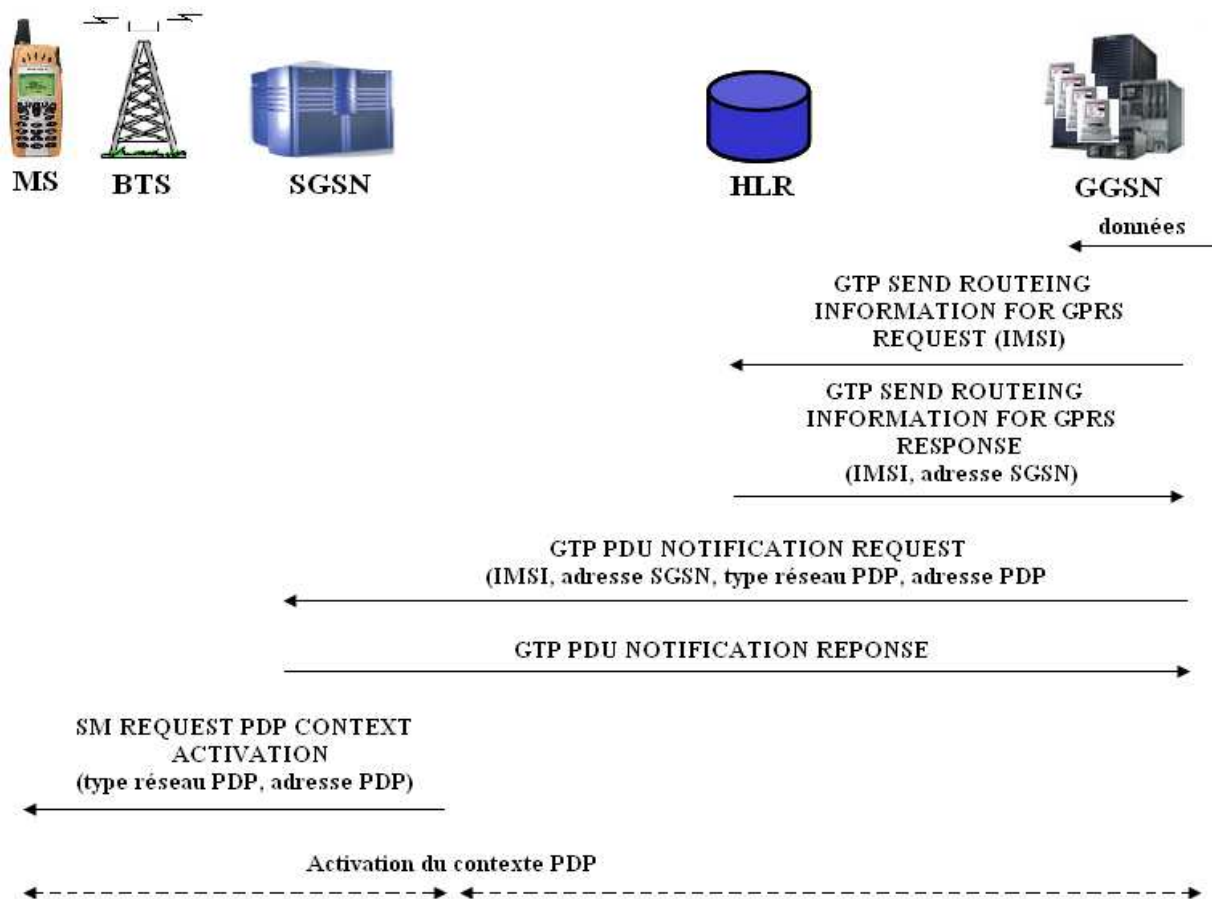 MS BTS SGSN HLR GGSN
données
GTP SEND ROUTEING
INFORMATION FOR GPRS
REQUEST (IMSI)
GTP SEND ROUTEING
INFORMATION FOR GPRS
RESPONSE
(IMSI, adresse SGSN)
GTP PDU NOTIFICATION REQUEST
(IMSI, adresse SGSN, type réseau PDP, adresse PDP
GTP PDU NOTIFICATION REPONSE
SM REQUEST PDP CONTEXT
ACTIVATION
(type réseau PDP, adresse PDP)
Activation du contexte PDP